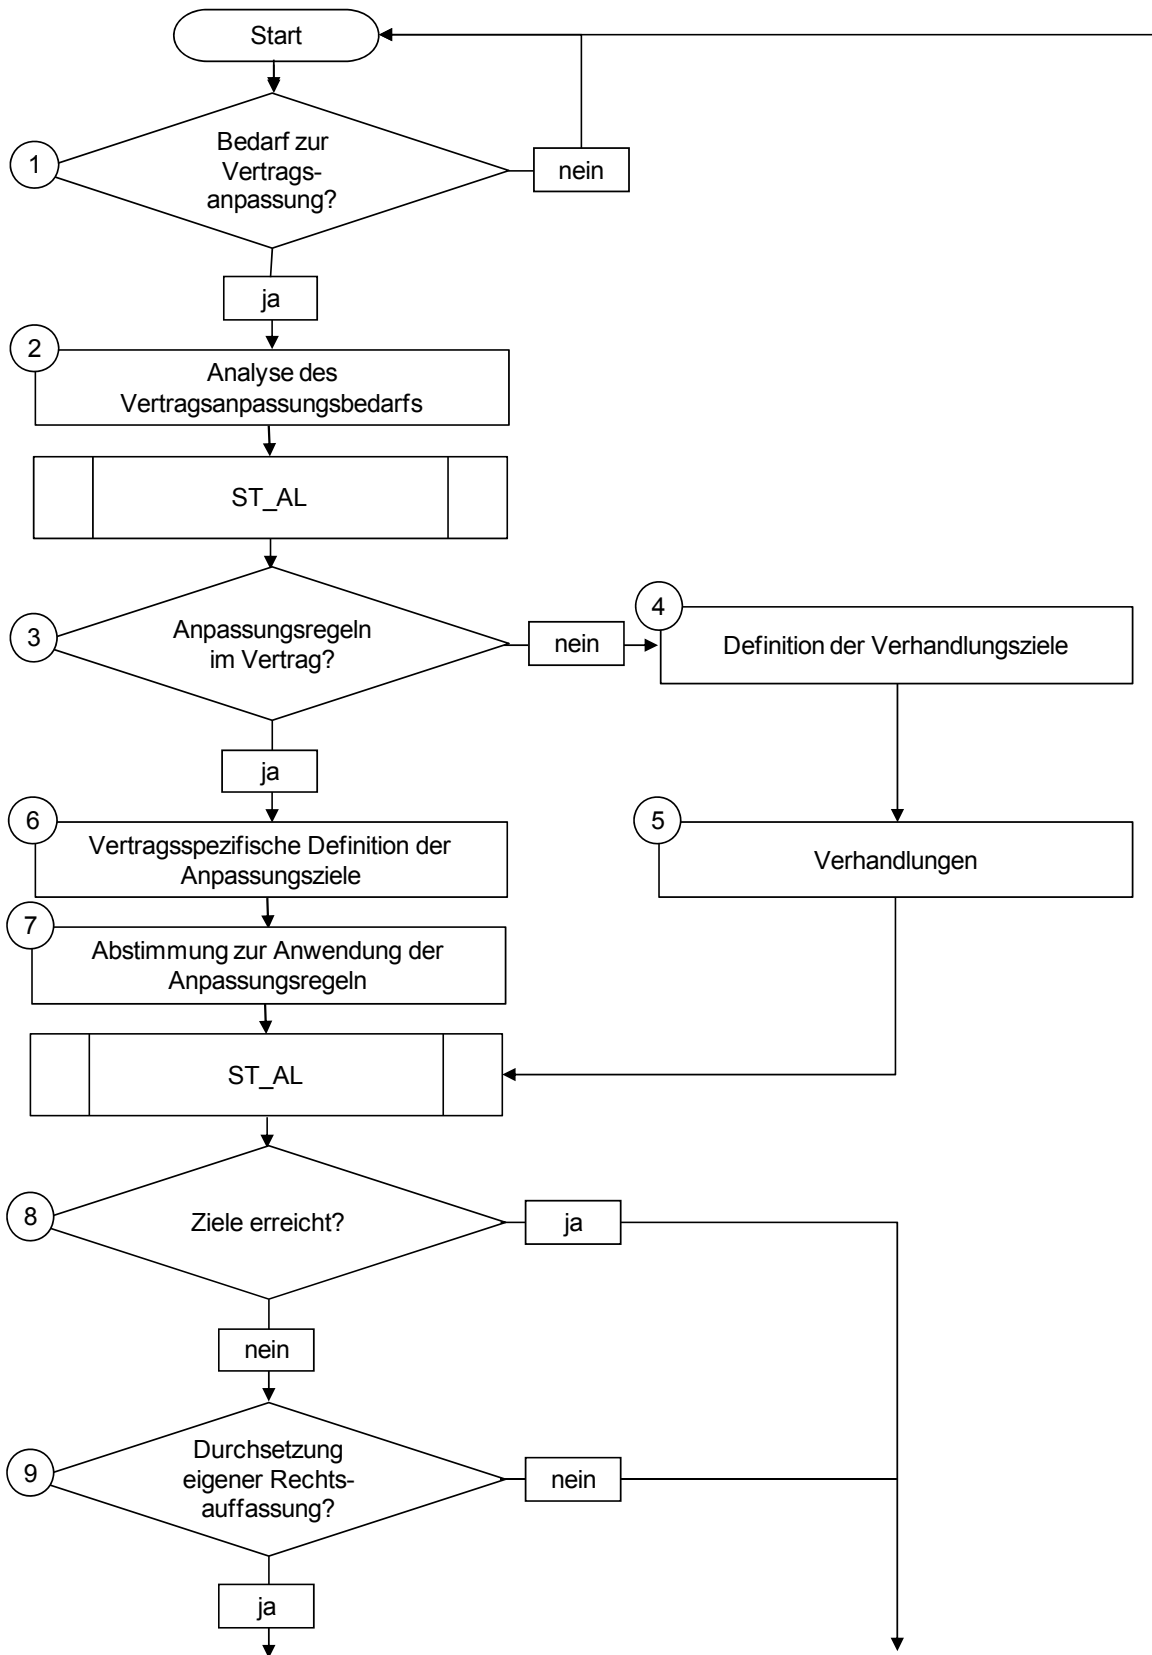 Start
1
Bedarf zur
Vertrags-
anpassung?
nein
ja
2
Analyse des
Vertragsanpassungsbedarfs
ST_AL
3
Anpassungsregeln
im Vertrag?
nein
4
Definition der Verhandlungsziele
ja
5
Verhandlungen
6
Vertragsspezifische Definition der
Anpassungsziele
7
Abstimmung zur Anwendung der
Anpassungsregeln
ST_AL
8
Ziele erreicht?
ja
nein
9
Durchsetzung
eigener Rechts-
auffassung?
nein
ja